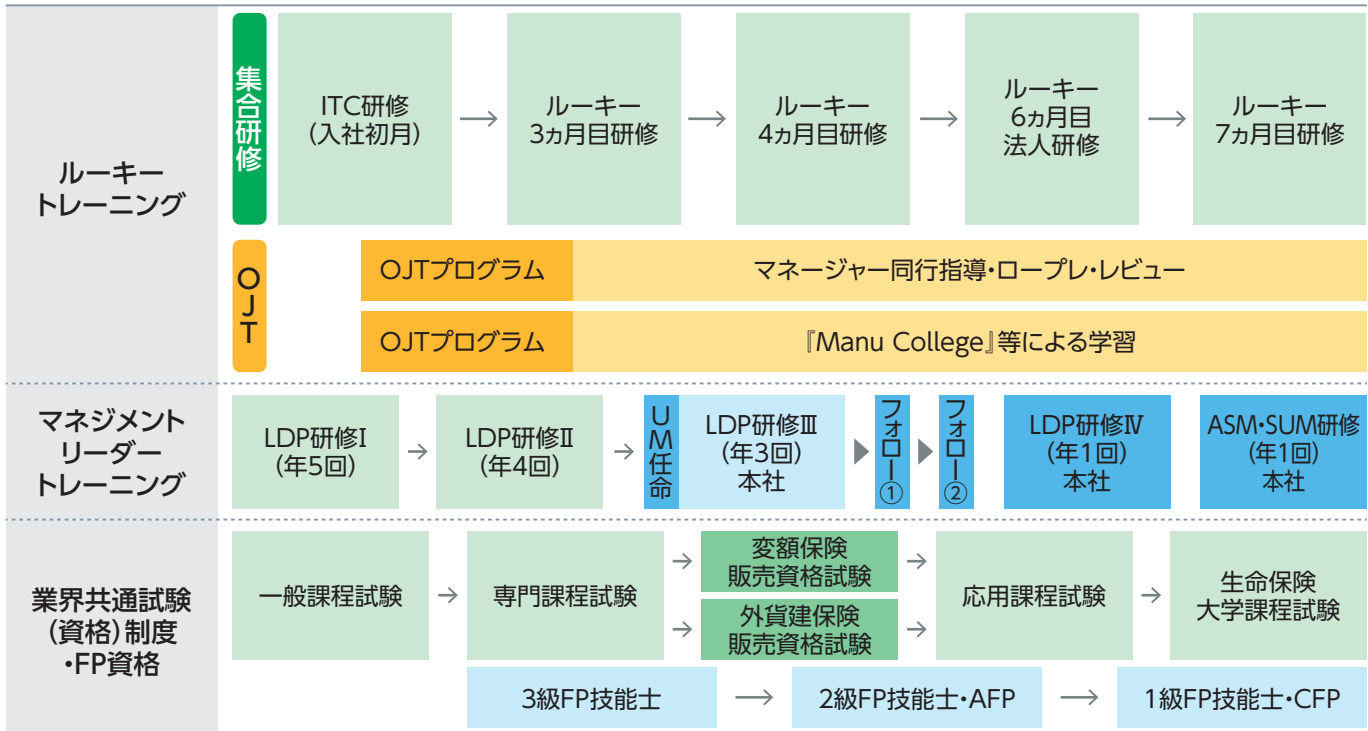 ルーキー
トレーニング
集合研修
ITC研修
(入社初月)
→
ルーキー
3ヵ月目研修
→
ルーキー
4ヵ月目研修
→
ルーキー
6ヵ月目
法人研修
→
ルーキー
7ヵ月目研修
OJT
OJTプログラム
マネージャー同行指導・ロープレ・レビュー
OJTプログラム
『Manu College』等による学習
マネジメント
リーダー
トレーニング
LDP研修Ⅰ
(年5回)
→
LDP研修Ⅱ
(年4回)
→
UM任命
LDP研修Ⅲ
(年3回)
本社
▶
フォロー①
▶
フォロー②
LDP研修Ⅳ
(年1回)
本社
ASM・SUM研修
(年1回)
本社
業界共通試験
(資格)制度
・FP資格
一般課程試験
→
専門課程試験
→
変額保険
販売資格試験
→
→
外貨建保険
販売資格試験
→
応用課程試験
→
生命保険
大学課程試験
3級FP技能士
→
2級FP技能士・AFP
→
1級FP技能士・CFP